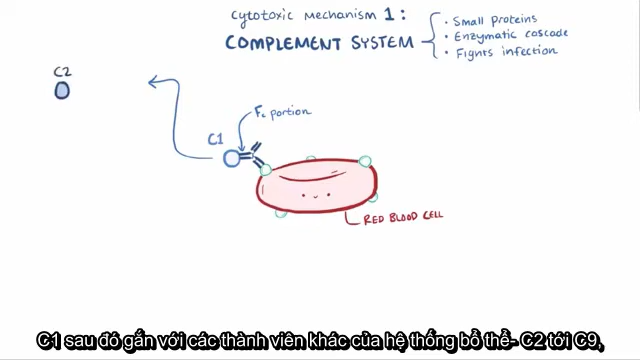 Cytotoxic mechanism 1:
COMPLEMENT SYSTEM
• Small proteins
• Enzymatic cascade
• Fights infection
C2
Fc portion
C1
RED BLOOD CELL
C1 sau đó gắn với các thành viên khác của hệ thống bổ thể- C2 tới C9,